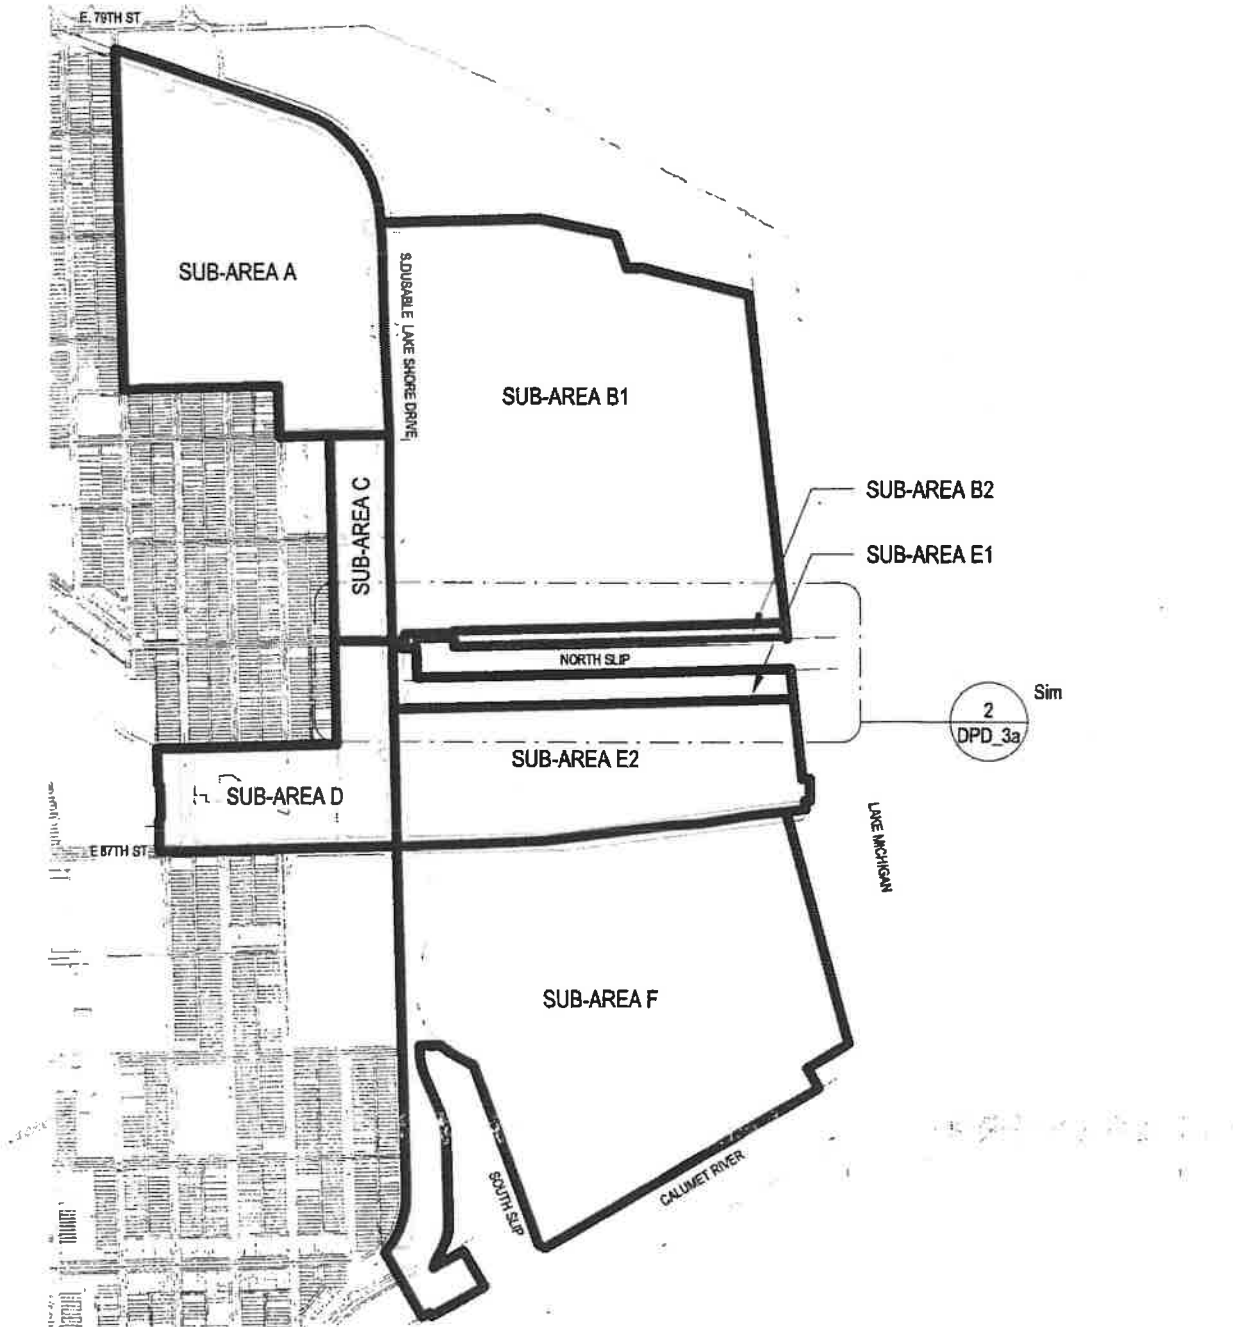 E. 79TH ST
SUB-AREA A
S.DUSABLE LAKE SHORE DRIVE
SUB-AREA B1
SUB-AREA C
SUB-AREA B2
SUB-AREA E1
NORTH SLIP
Sim
2
DPD_3a
SUB-AREA E2
SUB-AREA D
LAKE MICHIGAN
E 87TH ST
SUB-AREA F
SOUTH SLIP
CALUMET RIVER